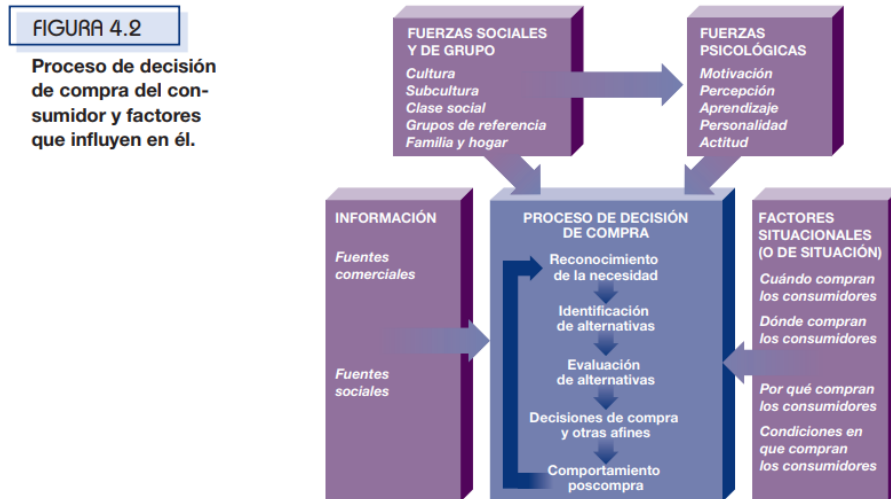 FIGURA 4.2
Proceso de decisión
de compra del con-
sumidor y factores
que influyen en él.
FUERZAS SOCIALES
Y DE GRUPO
Cultura
Subcultura
Clase social
Grupos de referencia
Familia y hogar
FUERZAS
PSICOLÓGICAS
Motivación
Percepción
Aprendizaje
Personalidad
Actitud
INFORMACIÓN
Fuentes
comerciales
Fuentes
sociales
PROCESO DE DECISIÓN
DE COMPRA
Reconocimiento
de la necesidad
Identificación
de alternativas
Evaluación
de alternativas
Decisiones de compra
y otras afines
Comportamiento
poscompra
FACTORES
SITUACIONALES
(O DE SITUACIÓN)
Cuándo compran
los consumidores
Dónde compran
los consumidores
Por qué compran
los consumidores
Condiciones en
que compran
los consumidores